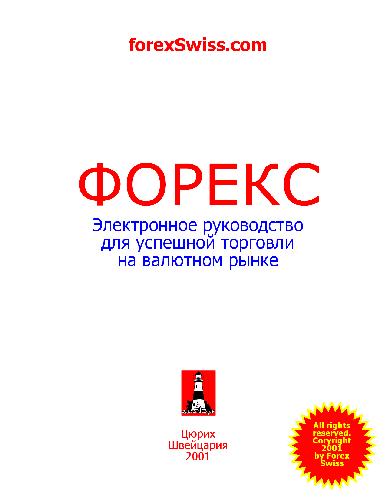 forexSwiss.com
ФОРЕКС
Электронное руководство
для успешной торговли
на валютном рынке
Цюрих
Швейцария
2001
All rights
reserved.
Coryright
2001
by Forex
Swiss